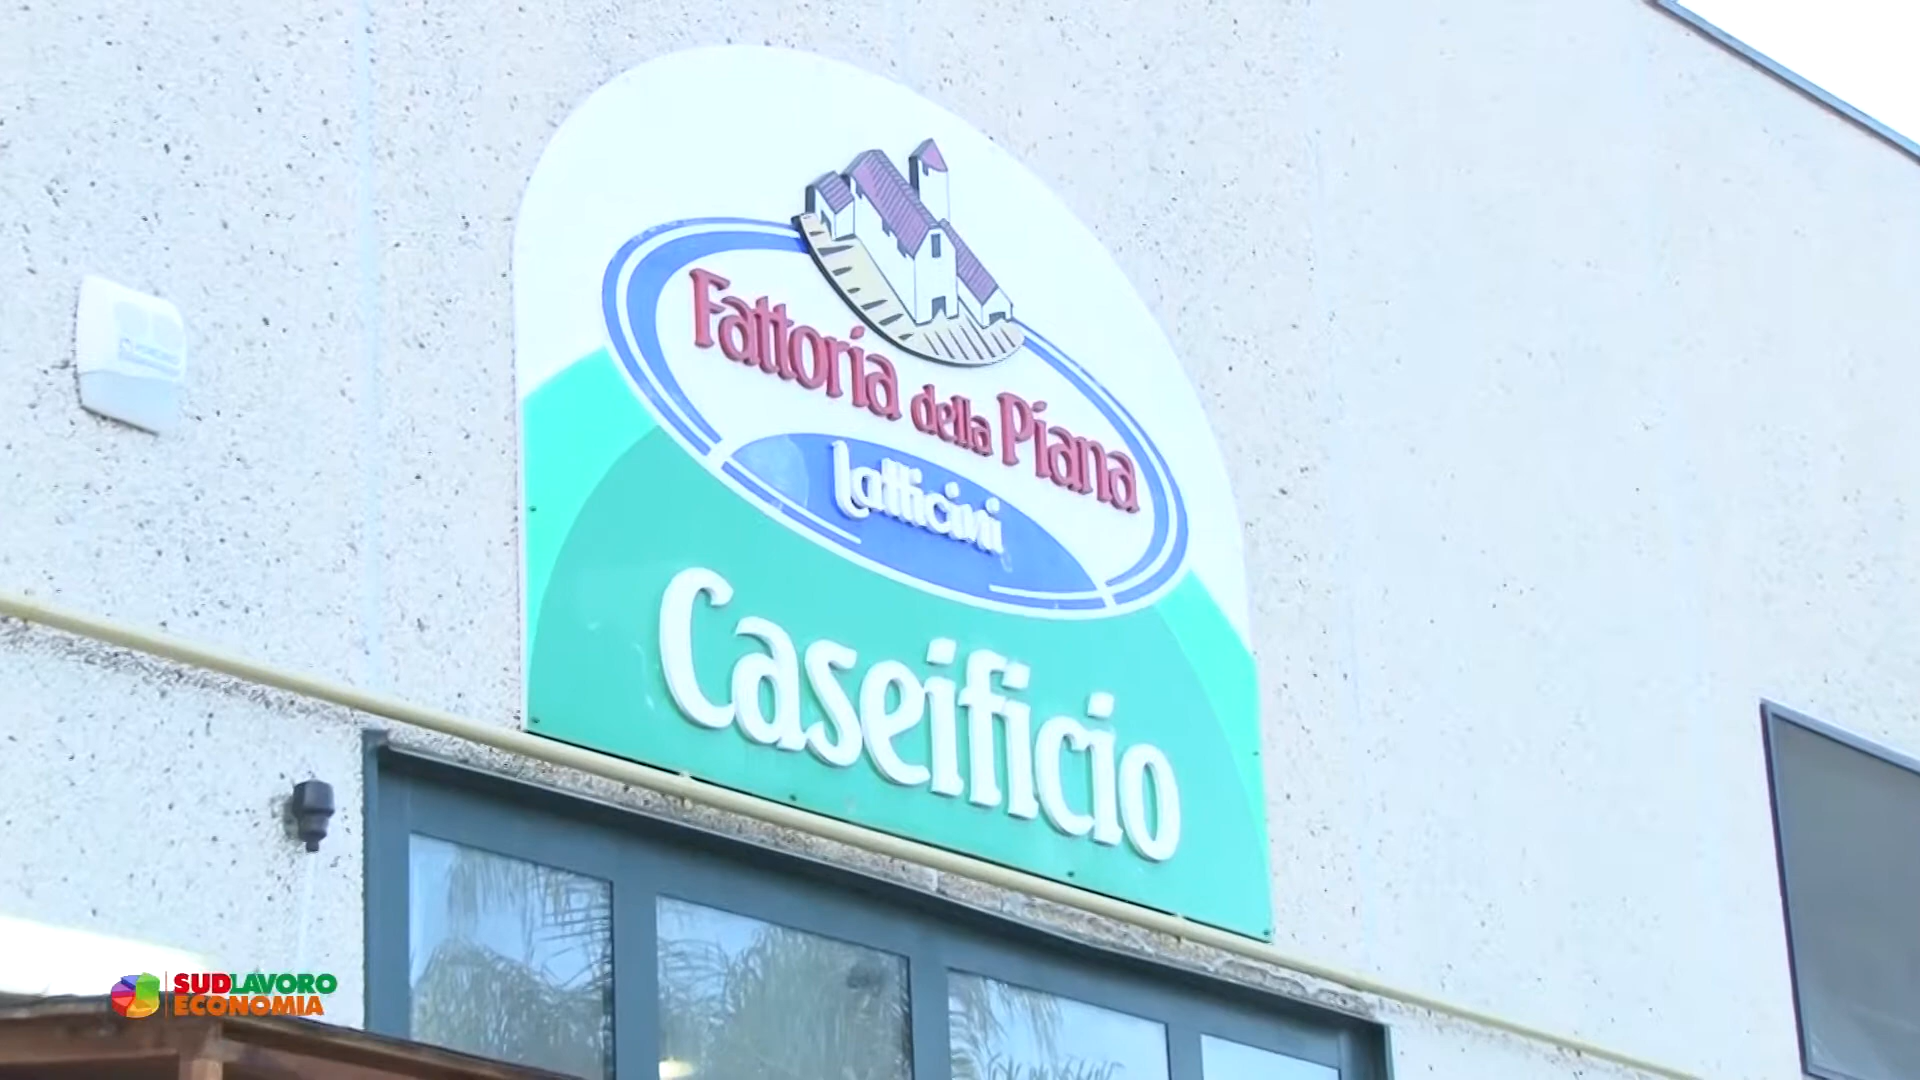 Fattoria della Piana
Latticini
Caseificio
SUDLAVORO
ECONOMIA